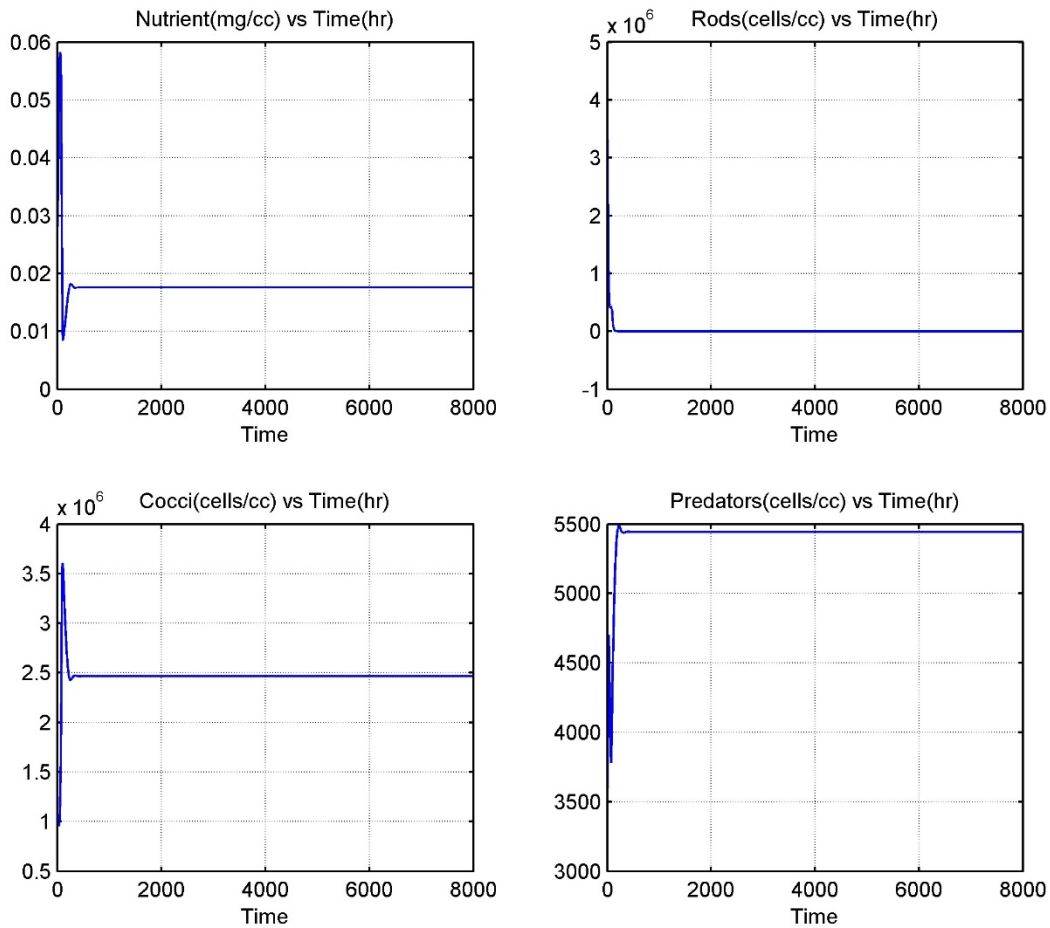 Nutrient(mg/cc) vs Time(hr)
0.06
0.05
0.04
0.03
0.02
0.01
0
0 2000 4000 6000 8000
Time
Rods(cells/cc) vs Time(hr)
x 10^6
5
4
3
2
1
0
-1
0 2000 4000 6000 8000
Time
Cocci(cells/cc) vs Time(hr)
x 10^6
4
3.5
3
2.5
2
1.5
1
0.5
0 2000 4000 6000 8000
Time
Predators(cells/cc) vs Time(hr)
5500
5000
4500
4000
3500
3000
0 2000 4000 6000 8000
Time